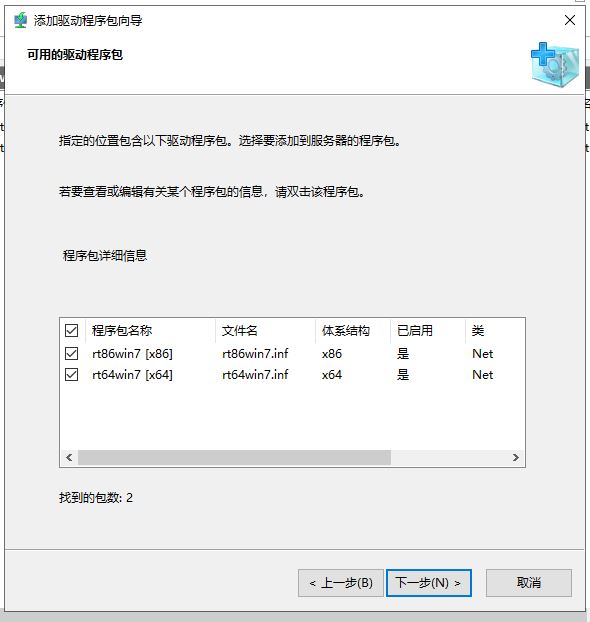 添加驱动程序包向导
可用的驱动程序包
指定的位置包含以下驱动程序包。选择要添加到服务器的程序包。
若要查看或编辑有关某个程序包的信息，请双击该程序包。
程序包详细信息
程序包名称 文件名 体系结构 已启用 类
rt86win7 [x86] rt86win7.inf x86 是 Net
rt64win7 [x64] rt64win7.inf x64 是 Net
找到的包数: 2
< 上一步(B) 下一步(N) > 取消